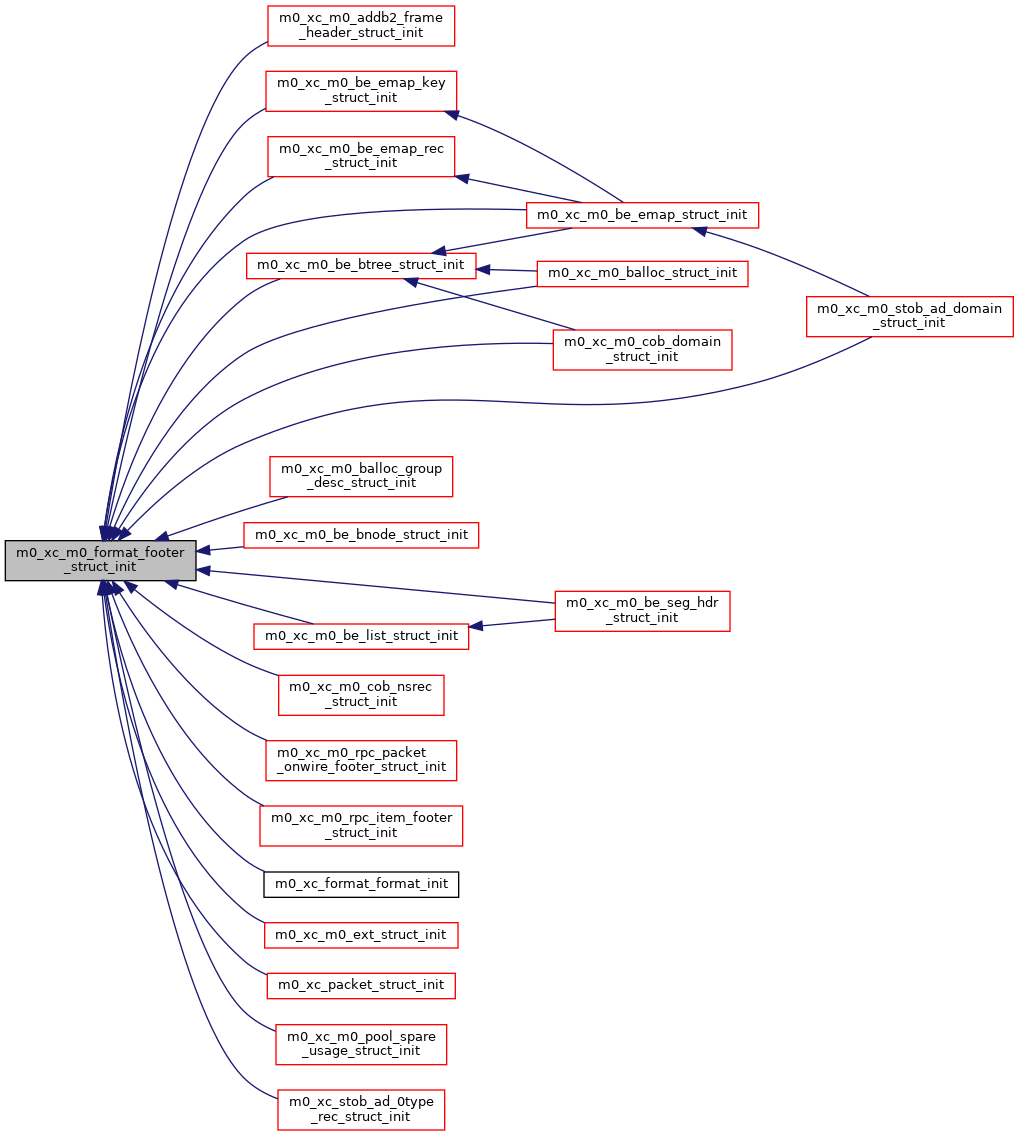 m0_xc_m0_addb2_frame
_header_struct_init
m0_xc_m0_be_emap_key
_struct_init
m0_xc_m0_be_emap_rec
_struct_init
m0_xc_m0_be_emap_struct_init
m0_xc_m0_be_btree_struct_init
m0_xc_m0_balloc_struct_init
m0_xc_m0_stob_ad_domain
_struct_init
m0_xc_m0_cob_domain
_struct_init
m0_xc_m0_balloc_group
_desc_struct_init
m0_xc_m0_be_bnode_struct_init
m0_xc_m0_format_footer
_struct_init
m0_xc_m0_be_seg_hdr
_struct_init
m0_xc_m0_be_list_struct_init
m0_xc_m0_cob_nsrec
_struct_init
m0_xc_m0_rpc_packet
_onwire_footer_struct_init
m0_xc_m0_rpc_item_footer
_struct_init
m0_xc_format_format_init
m0_xc_m0_ext_struct_init
m0_xc_packet_struct_init
m0_xc_m0_pool_spare
_usage_struct_init
m0_xc_stob_ad_0type
_rec_struct_init